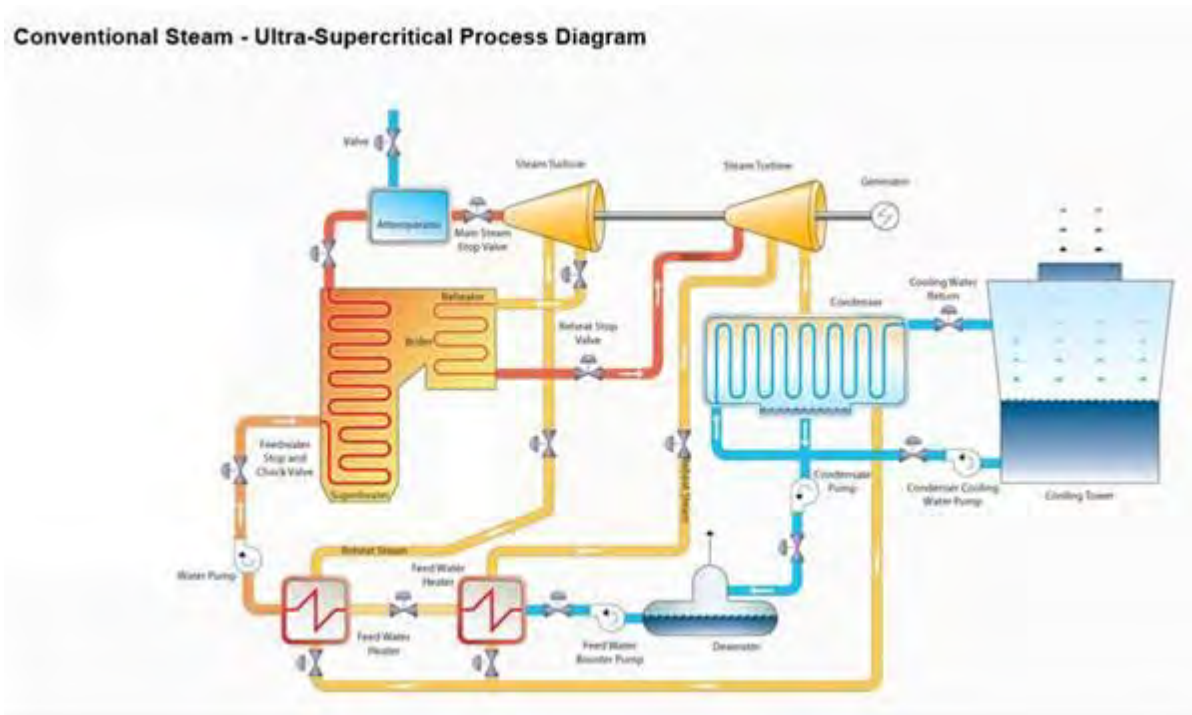 Conventional Steam - Ultra-Supercritical Process Diagram
Valve
Steam Turbine
Steam Turbine
Generator
Attemperator
Main Steam
Stop Valve
Cooling Water
Return
Reheater
Condenser
Boiler
Reheat Stop
Valve
Feedwater
Stop and
Check Valve
Superheater
Condensate
Pump
Condenser Cooling
Water Pump
Cooling Tower
Reheat Steam
Reheat Steam
Water Pump
Feed Water
Heater
Feed Water
Heater
Feed Water
Booster Pump
Deaerator